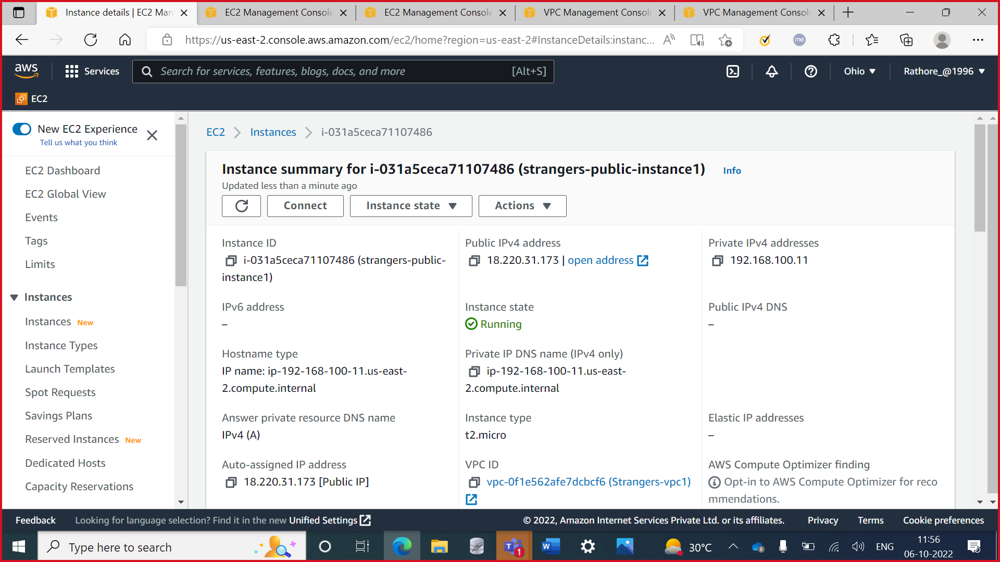 Instance details | EC2 Man
EC2 Management Console
EC2 Management Console
VPC Management Console
VPC Management Console
https://us-east-2.console.aws.amazon.com/ec2/home?region=us-east-2#InstanceDetails:instanc...
me
aws
Services
Search for services, features, blogs, docs, and more
[Alt+S]
Ohio
Rathore_@1996
EC2
New EC2 Experience
Tell us what you think
EC2 Dashboard
EC2 Global View
Events
Tags
Limits
Instances
Instances New
Instance Types
Launch Templates
Spot Requests
Savings Plans
Reserved Instances New
Dedicated Hosts
Capacity Reservations
EC2 > Instances > i-031a5ceca71107486
Instance summary for i-031a5ceca71107486 (strangers-public-instance1) Info
Updated less than a minute ago
Connect
Instance state
Actions
Instance ID
i-031a5ceca71107486 (strangers-public-
instance1)
Public IPv4 address
18.220.31.173 | open address
Private IPv4 addresses
192.168.100.11
IPv6 address
–
Instance state
Running
Public IPv4 DNS
–
Hostname type
IP name: ip-192-168-100-11.us-east-
2.compute.internal
Private IP DNS name (IPv4 only)
ip-192-168-100-11.us-east-
2.compute.internal
Answer private resource DNS name
IPv4 (A)
Instance type
t2.micro
Elastic IP addresses
–
Auto-assigned IP address
18.220.31.173 [Public IP]
VPC ID
vpc-0f1e562afe7dcbcf6 (Strangers-vpc1)
AWS Compute Optimizer finding
Opt-in to AWS Compute Optimizer for reco
mmendations.
Feedback
Looking for language selection? Find it in the new Unified Settings
© 2022, Amazon Internet Services Private Ltd. or its affiliates.
Privacy
Terms
Cookie preferences
Type here to search
1
30°C
ENG
11:56
06-10-2022